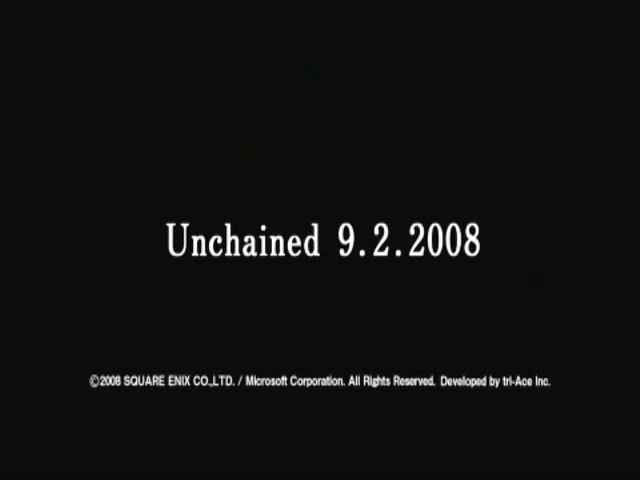 Unchained 9.2.2008
©2008 SQUARE ENIX CO.,LTD. / Microsoft Corporation. All Rights Reserved. Developed by tri-Ace Inc.